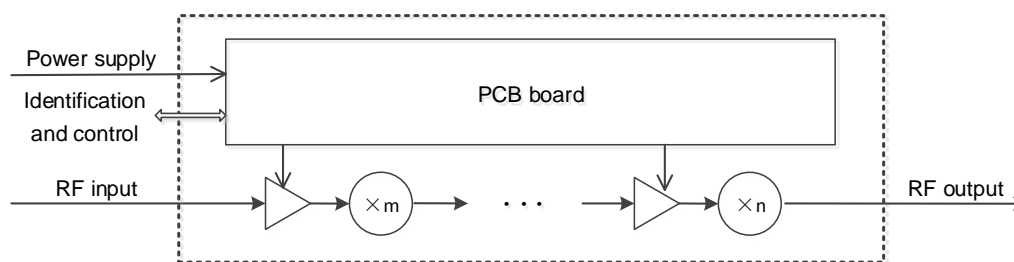 Power supply
PCB board
Identification
and control
RF input
×m
· · ·
×n
RF output